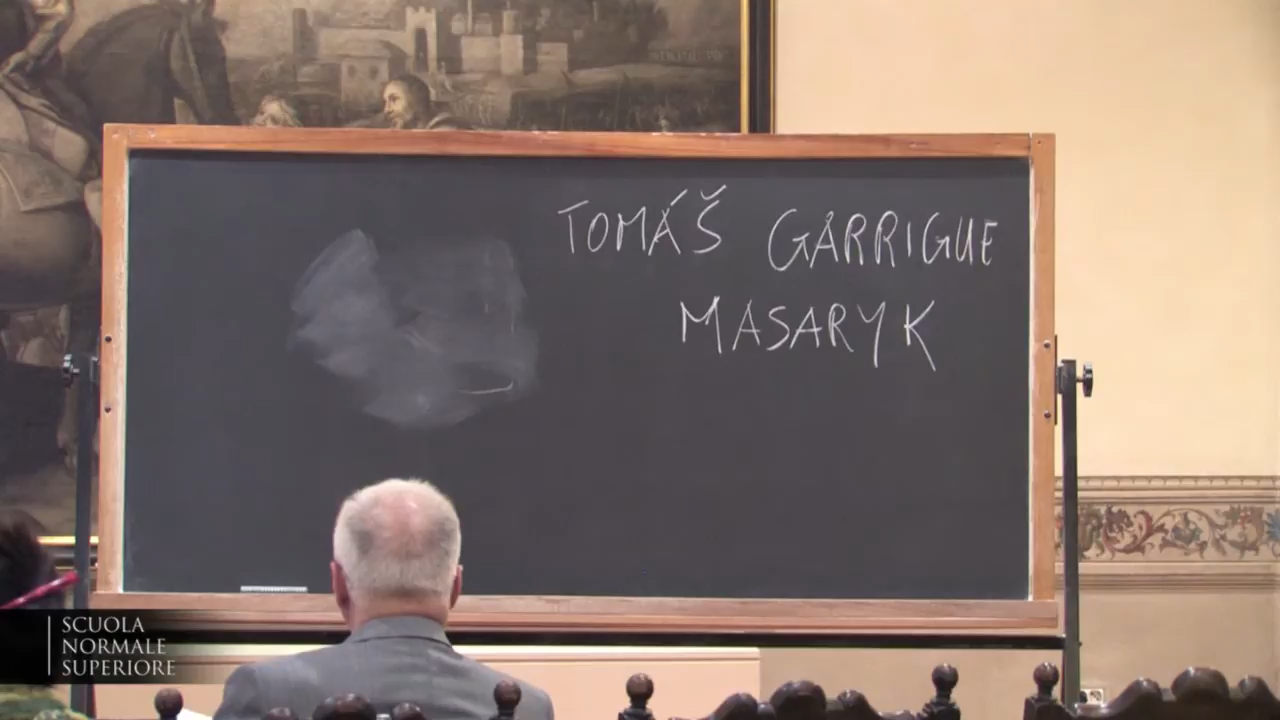 TOMÁŠ GARRIGUE
MASARYK
SCUOLA
NORMALE
SUPERIORE